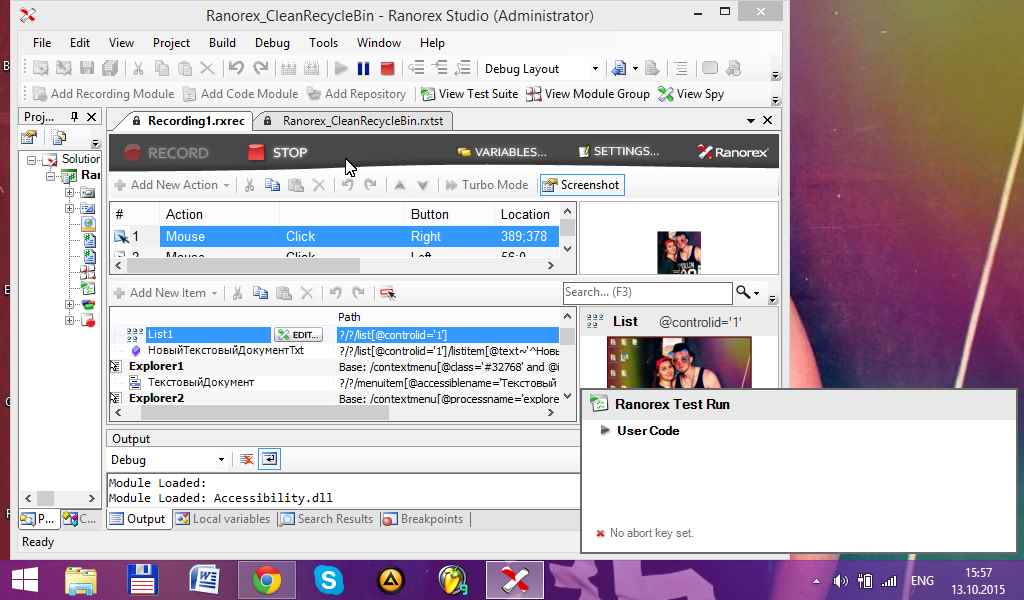 Ranorex_CleanRecycleBin - Ranorex Studio (Administrator)
File Edit View Project Build Debug Tools Window Help
Debug Layout
Add Recording Module Add Code Module Add Repository View Test Suite View Module Group View Spy
Proj... Recording1.rxrec Ranorex_CleanRecycleBin.rxtst
Solution
Ran
RECORD STOP VARIABLES... SETTINGS... Ranorex
Add New Action Turbo Mode Screenshot
# Action Button Location
1 Mouse Click Right 389;378
2 Mouse Click Left 56;9
Add New Item Search... (F3)
Path
List1 EDIT... ?/?/list[@controlid='1']
НовыйТекстовыйДокументTxt ?/?/list[@controlid='1']/listitem[@text~'^Новы
Explorer1 Base: /contextmenu[@class='#32768' and @
ТекстовыйДокумент ?/?/menuitem[@accessiblename='Текстовый
Explorer2 Base: /contextmenu[@processname='explore
List @controlid='1'
Ranorex Test Run
User Code
No abort key set.
Output
Debug
Module Loaded:
Module Loaded: Accessibility.dll
P... C... Output Local variables Search Results Breakpoints
Ready
ENG
15:57
13.10.2015